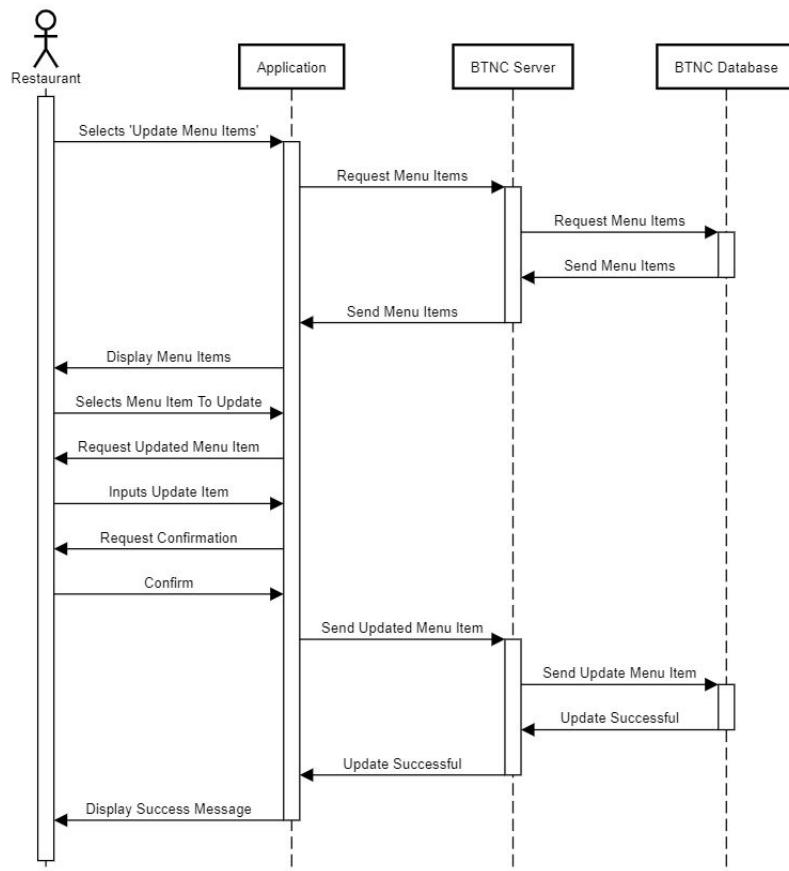 Restaurant
Application
BTNC Server
BTNC Database
Selects 'Update Menu Items'
Request Menu Items
Request Menu Items
Send Menu Items
Send Menu Items
Display Menu Items
Selects Menu Item To Update
Request Updated Menu Item
Inputs Update Item
Request Confirmation
Confirm
Send Updated Menu Item
Send Update Menu Item
Update Successful
Update Successful
Display Success Message